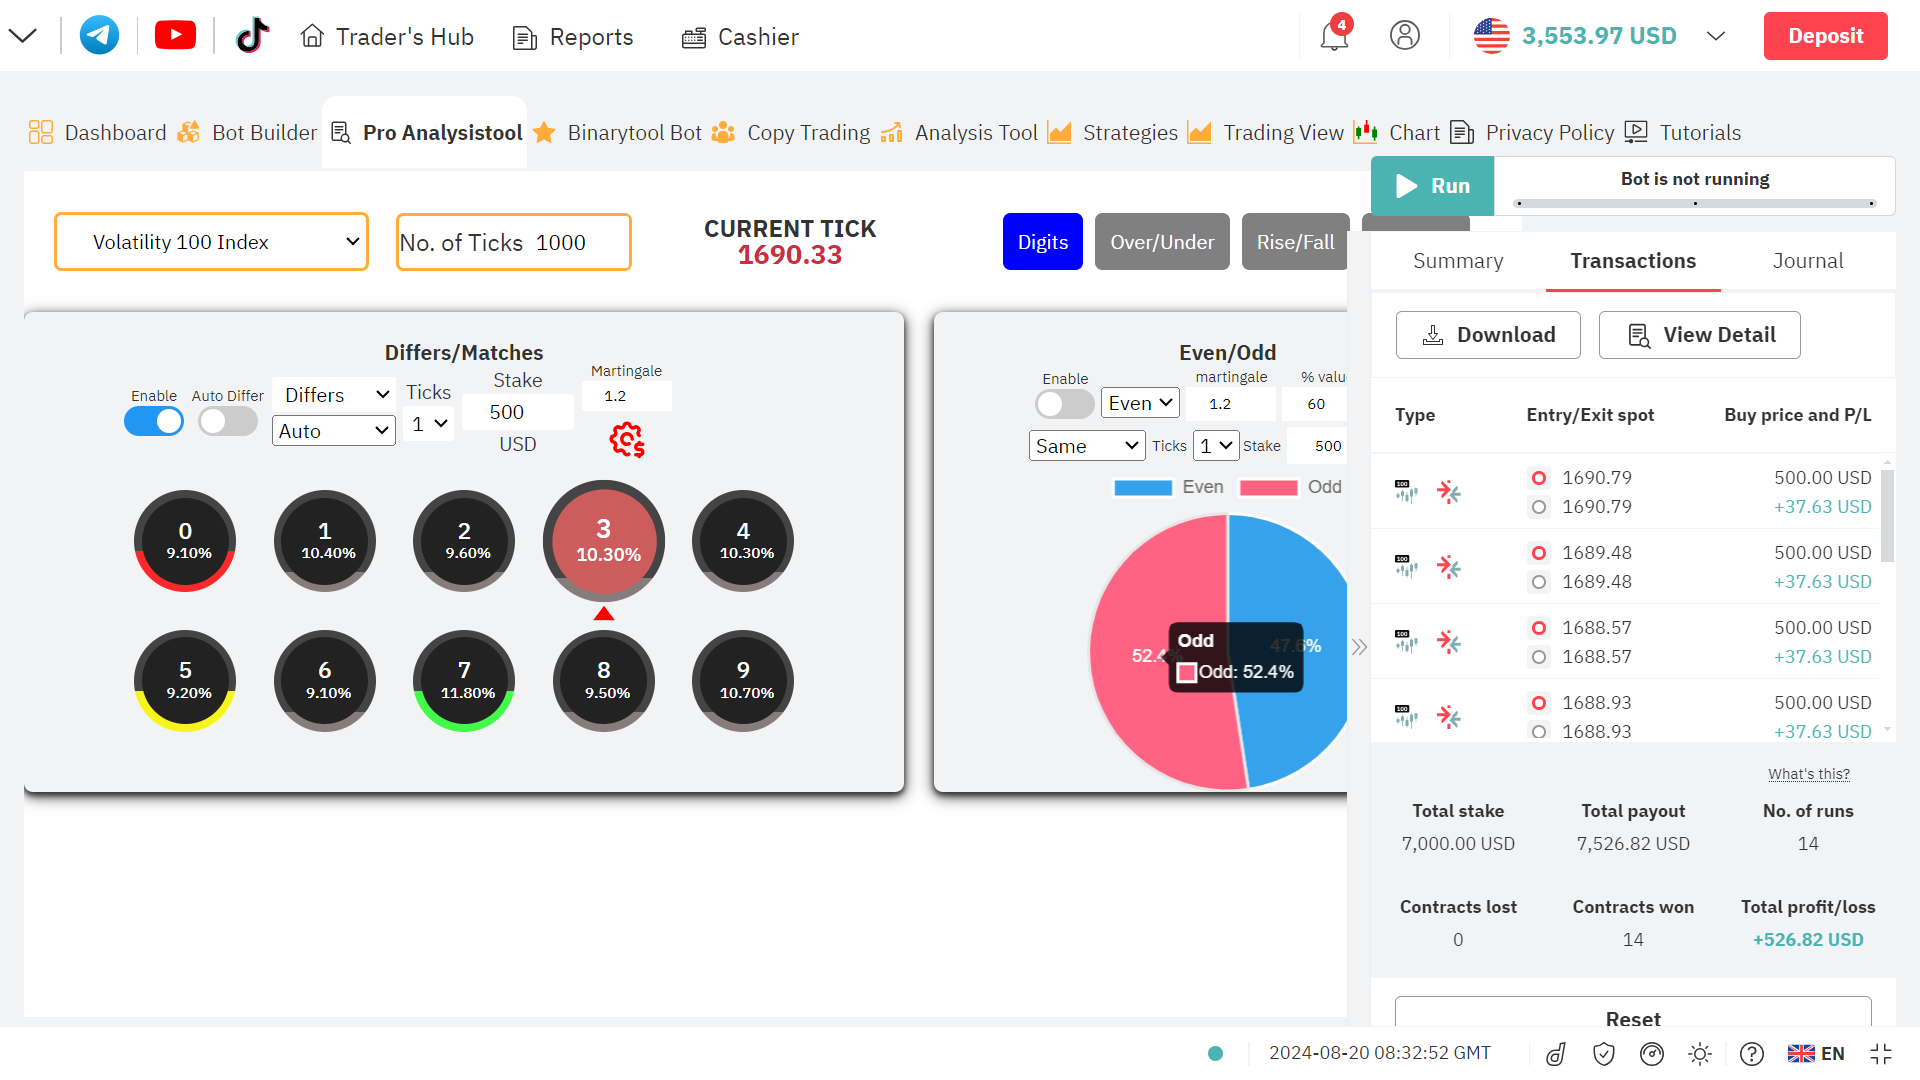 Trader's Hub
Reports
Cashier
4
3,553.97 USD
Deposit
Dashboard
Bot Builder
Pro Analysistool
Binarytool Bot
Copy Trading
Analysis Tool
Strategies
Trading View
Chart
Privacy Policy
Tutorials
Run
Bot is not running
Volatility 100 Index
No. of Ticks 1000
CURRENT TICK
1690.33
Digits
Over/Under
Rise/Fall
Summary
Transactions
Journal
Download
View Detail
Differs/Matches
Enable
Auto Differ
Differs
Auto
Ticks
1
Stake
500
USD
Martingale
1.2
0
9.10%
1
10.40%
2
9.60%
3
10.30%
4
10.30%
5
9.20%
6
9.10%
7
11.80%
8
9.50%
9
10.70%
Even/Odd
Enable
Even
martingale
1.2
% valu
60
Same
Ticks
1
Stake
500
Even
Odd
47.6%
Odd
Odd: 52.4%
Type
Entry/Exit spot
Buy price and P/L
100
1690.79
500.00 USD
1690.79
+37.63 USD
100
1689.48
500.00 USD
1689.48
+37.63 USD
100
1688.57
500.00 USD
1688.57
+37.63 USD
100
1688.93
500.00 USD
1688.93
+37.63 USD
What's this?
Total stake
7,000.00 USD
Total payout
7,526.82 USD
No. of runs
14
Contracts lost
0
Contracts won
14
Total profit/loss
+526.82 USD
Reset
2024-08-20 08:32:52 GMT
EN